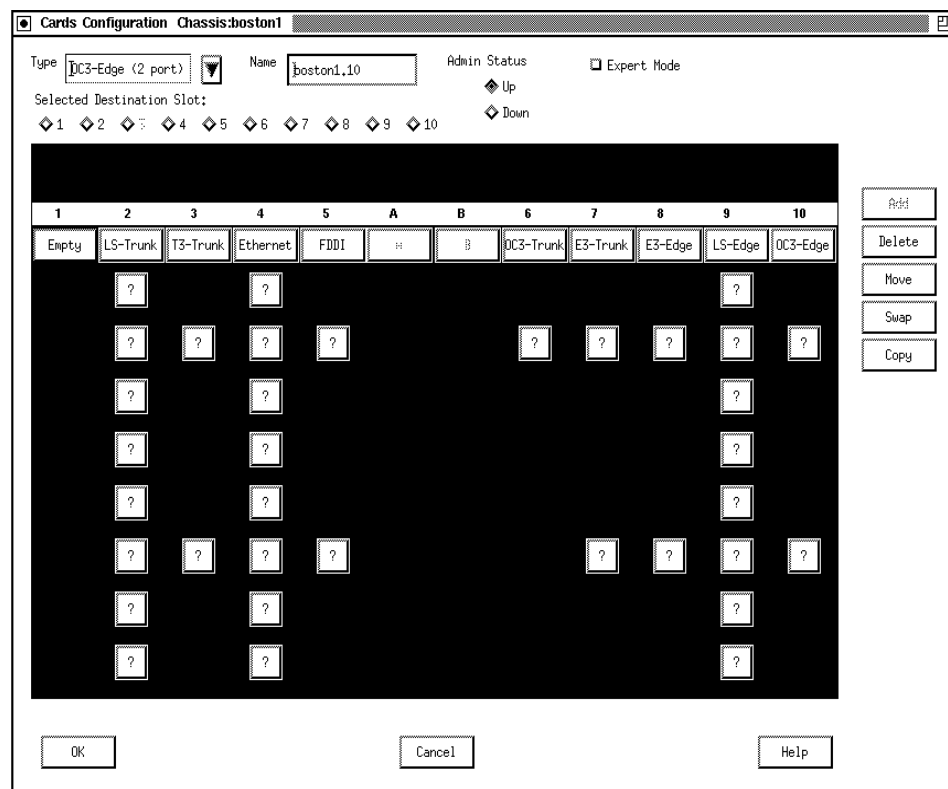 Cards Configuration Chassis:boston1
Type OC3-Edge (2 port) Name boston1.10 Admin Status Expert Mode
Up
Selected Destination Slot:
Down
1 2 3 4 5 6 7 8 9 10
1 2 3 4 5 A B 6 7 8 9 10
Add
Empty LS-Trunk T3-Trunk Ethernet FDDI A B OC3-Trunk E3-Trunk E3-Edge LS-Edge OC3-Edge
Delete
? ? ?
Move
Swap
? ? ? ? ? ? ? ? ?
Copy
? ? ?
? ? ?
? ? ?
? ? ? ? ? ? ? ?
? ? ?
? ? ?
OK Cancel Help